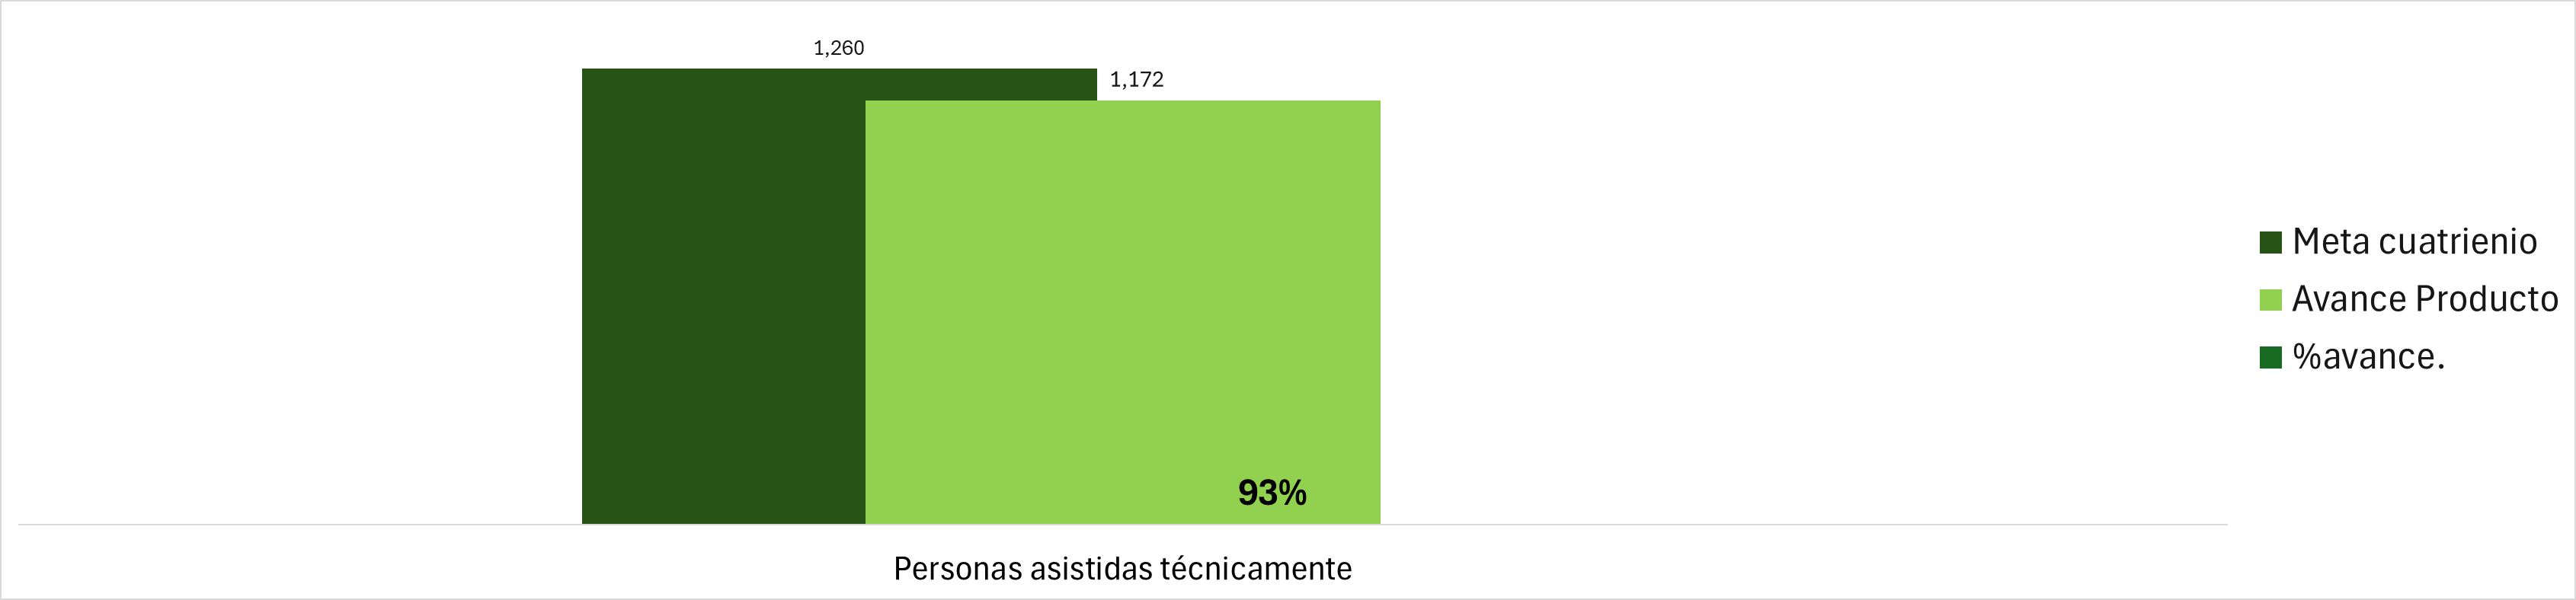 1,260
1,172
93%
Personas asistidas técnicamente
Meta cuatrienio
Avance Producto
%avance.